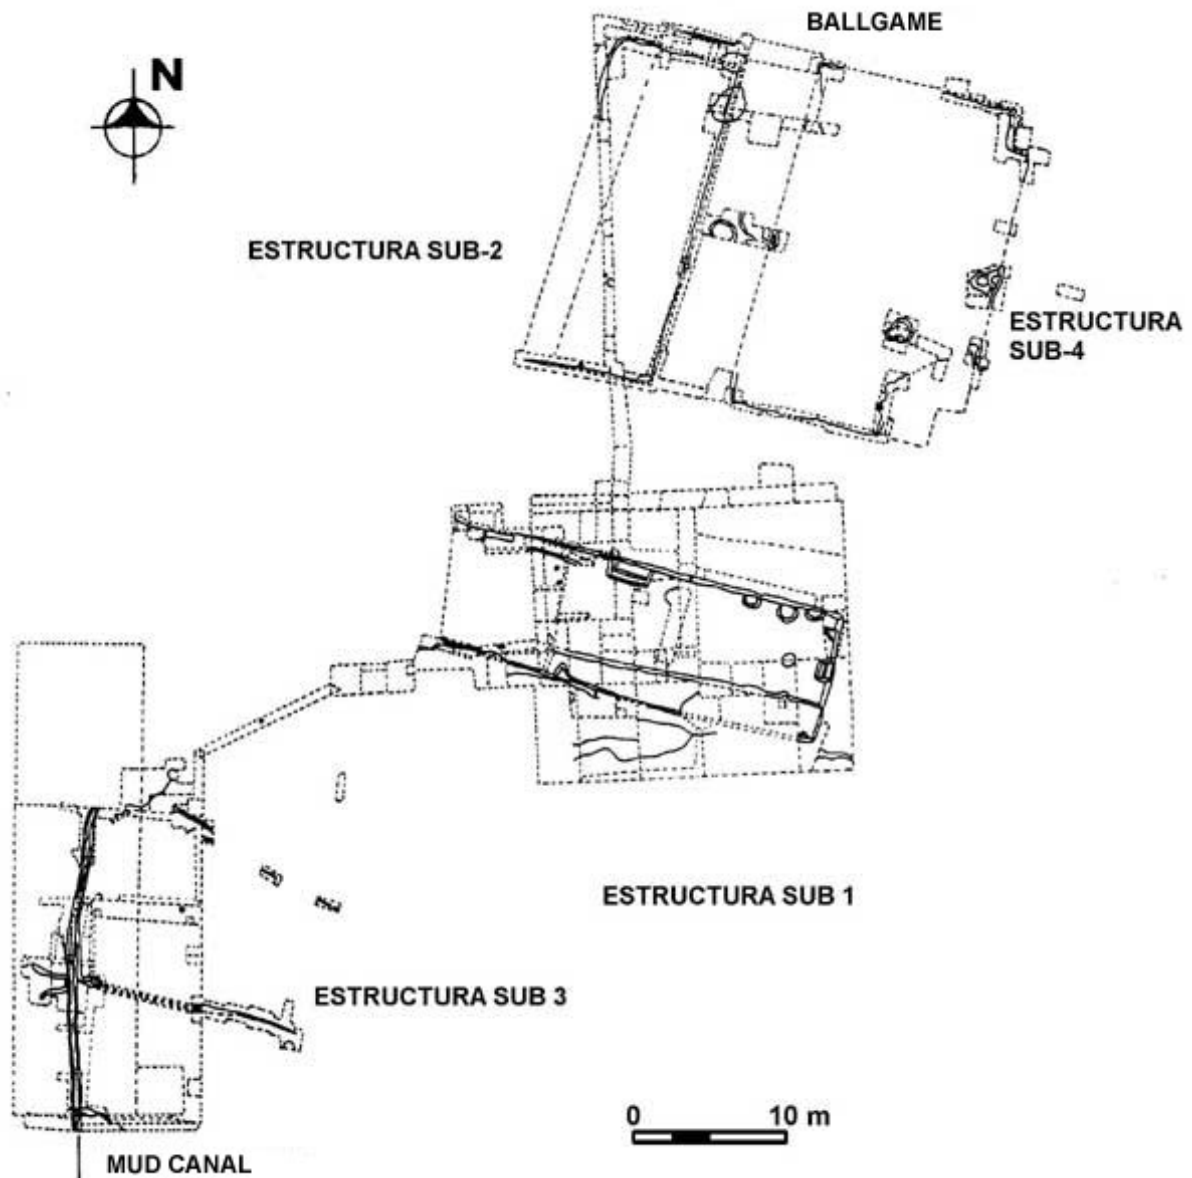 BALLGAME
N
ESTRUCTURA SUB-2
ESTRUCTURA
SUB-4
ESTRUCTURA SUB 1
ESTRUCTURA SUB 3
0 10 m
MUD CANAL